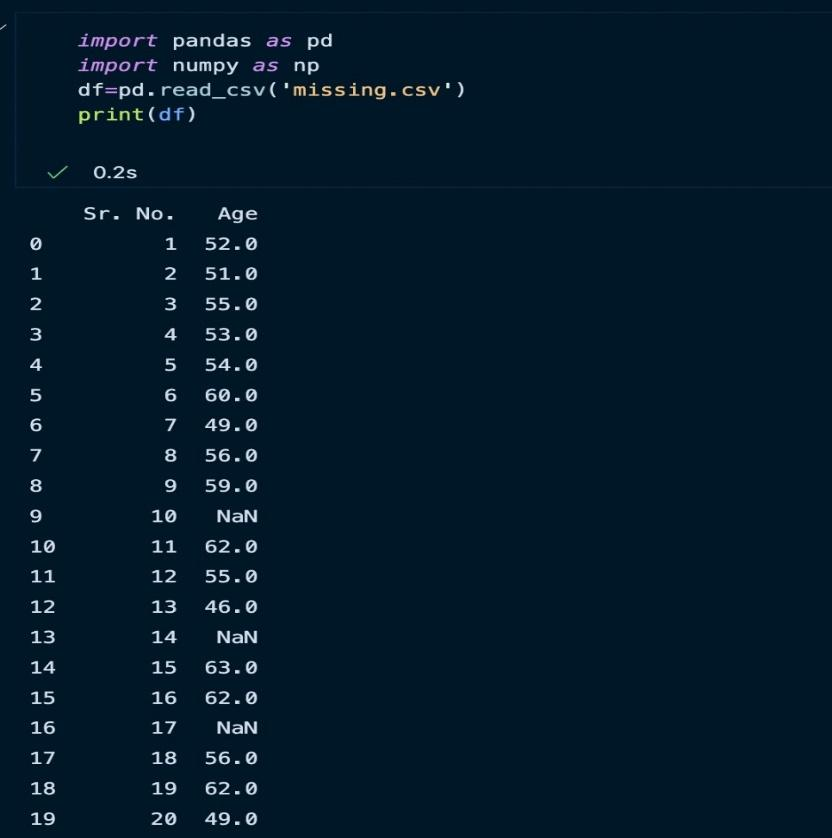 import pandas as pd
import numpy as np
df=pd.read_csv('missing.csv')
print(df)
0.2s
Sr. No. Age
0 1 52.0
1 2 51.0
2 3 55.0
3 4 53.0
4 5 54.0
5 6 60.0
6 7 49.0
7 8 56.0
8 9 59.0
9 10 NaN
10 11 62.0
11 12 55.0
12 13 46.0
13 14 NaN
14 15 63.0
15 16 62.0
16 17 NaN
17 18 56.0
18 19 62.0
19 20 49.0